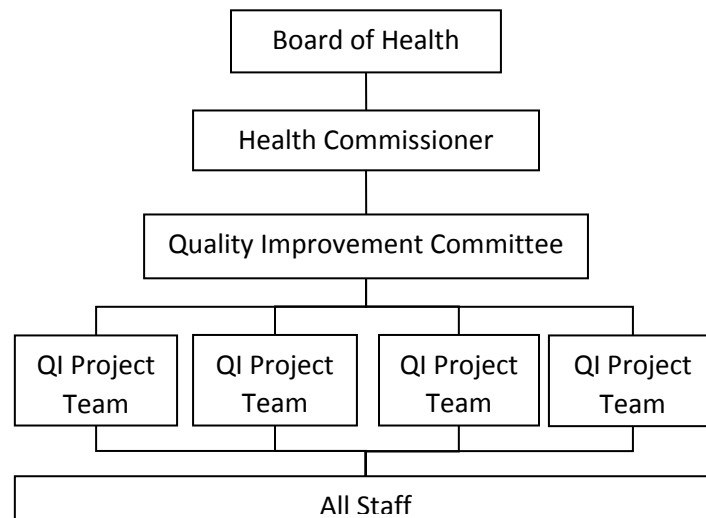 Board of Health
Health Commissioner
Quality Improvement Committee
QI Project
Team
QI Project
Team
QI Project
Team
QI Project
Team
All Staff